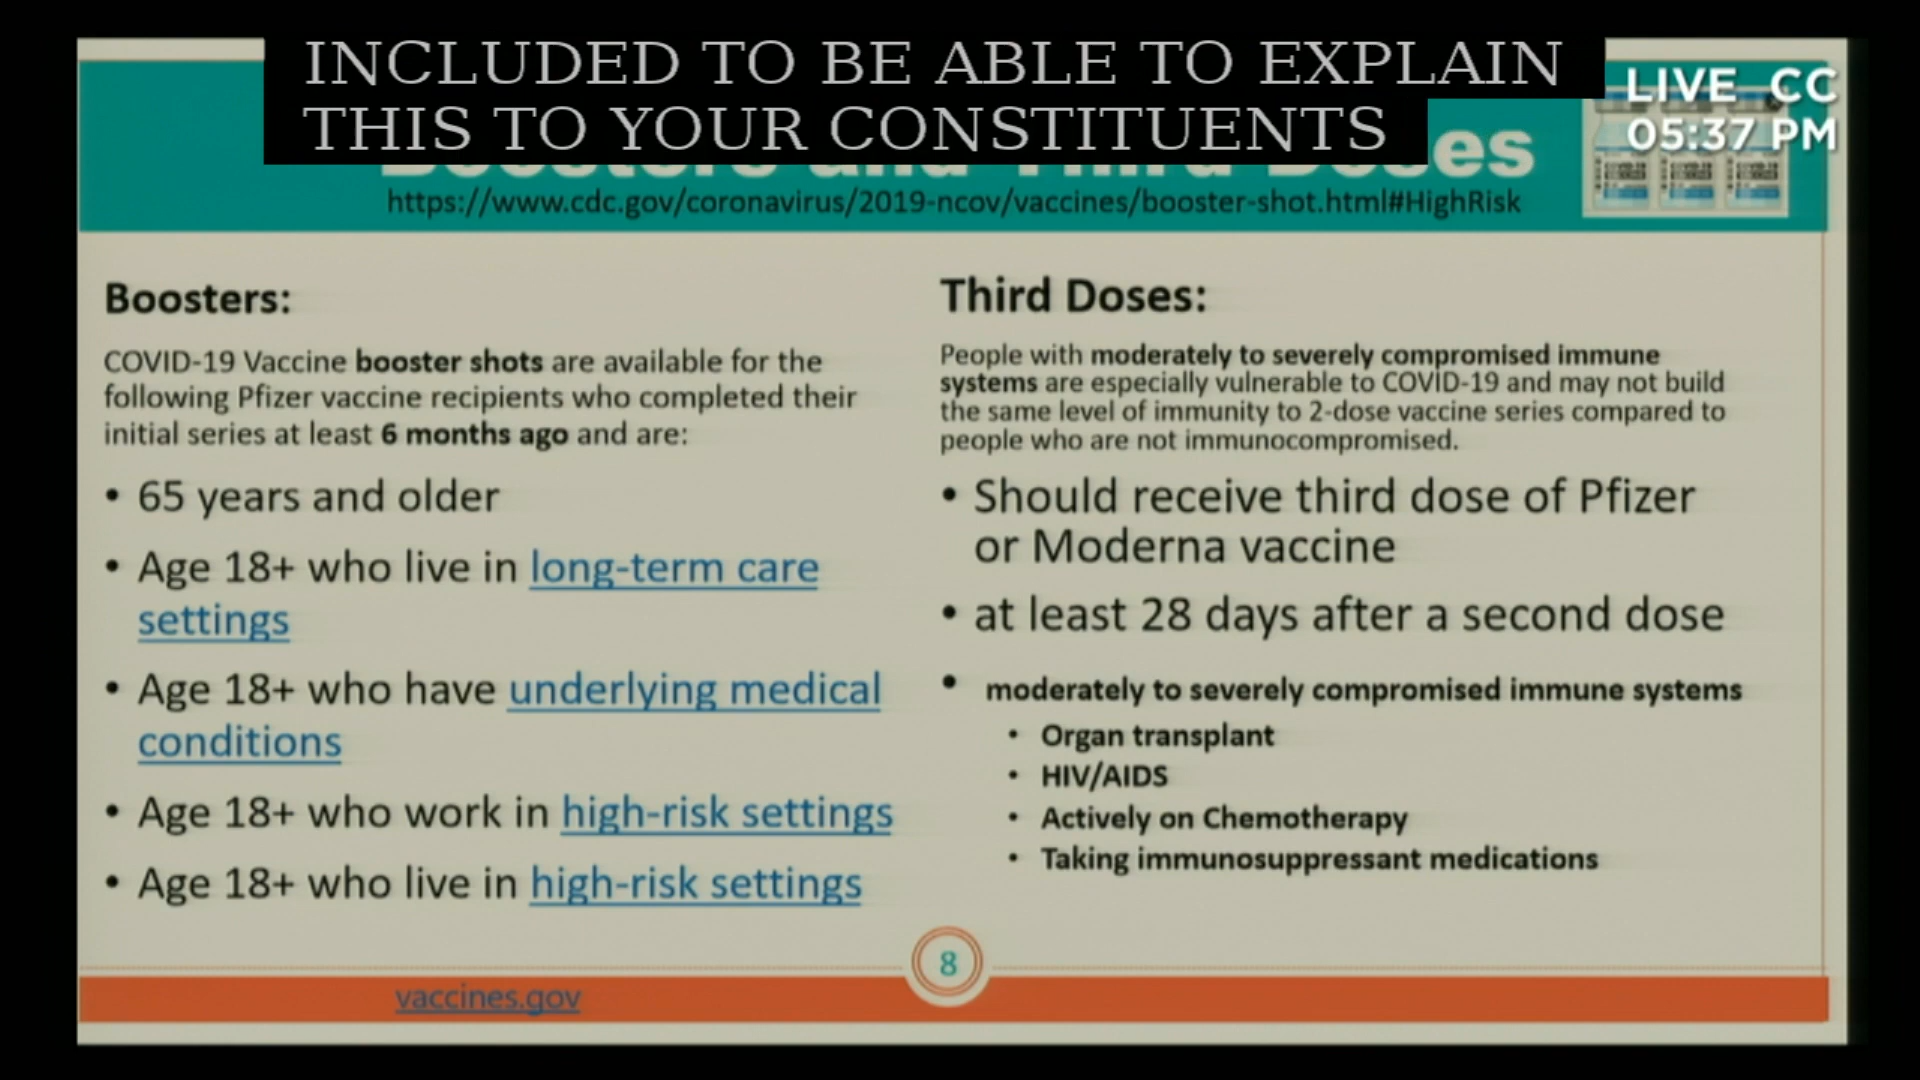 INCLUDED TO BE ABLE TO EXPLAIN
THIS TO YOUR CONSTITUENTS
LIVE CC
05:37 PM
Boosters and Third Doses
https://www.cdc.gov/coronavirus/2019-ncov/vaccines/booster-shot.html#HighRisk
Boosters:
COVID-19 Vaccine booster shots are available for the
following Pfizer vaccine recipients who completed their
initial series at least 6 months ago and are:
• 65 years and older
• Age 18+ who live in long-term care
settings
• Age 18+ who have underlying medical
conditions
• Age 18+ who work in high-risk settings
• Age 18+ who live in high-risk settings
Third Doses:
People with moderately to severely compromised immune
systems are especially vulnerable to COVID-19 and may not build
the same level of immunity to 2-dose vaccine series compared to
people who are not immunocompromised.
• Should receive third dose of Pfizer
or Moderna vaccine
• at least 28 days after a second dose
• moderately to severely compromised immune systems
• Organ transplant
• HIV/AIDS
• Actively on Chemotherapy
• Taking immunosuppressant medications
8
vaccines.gov